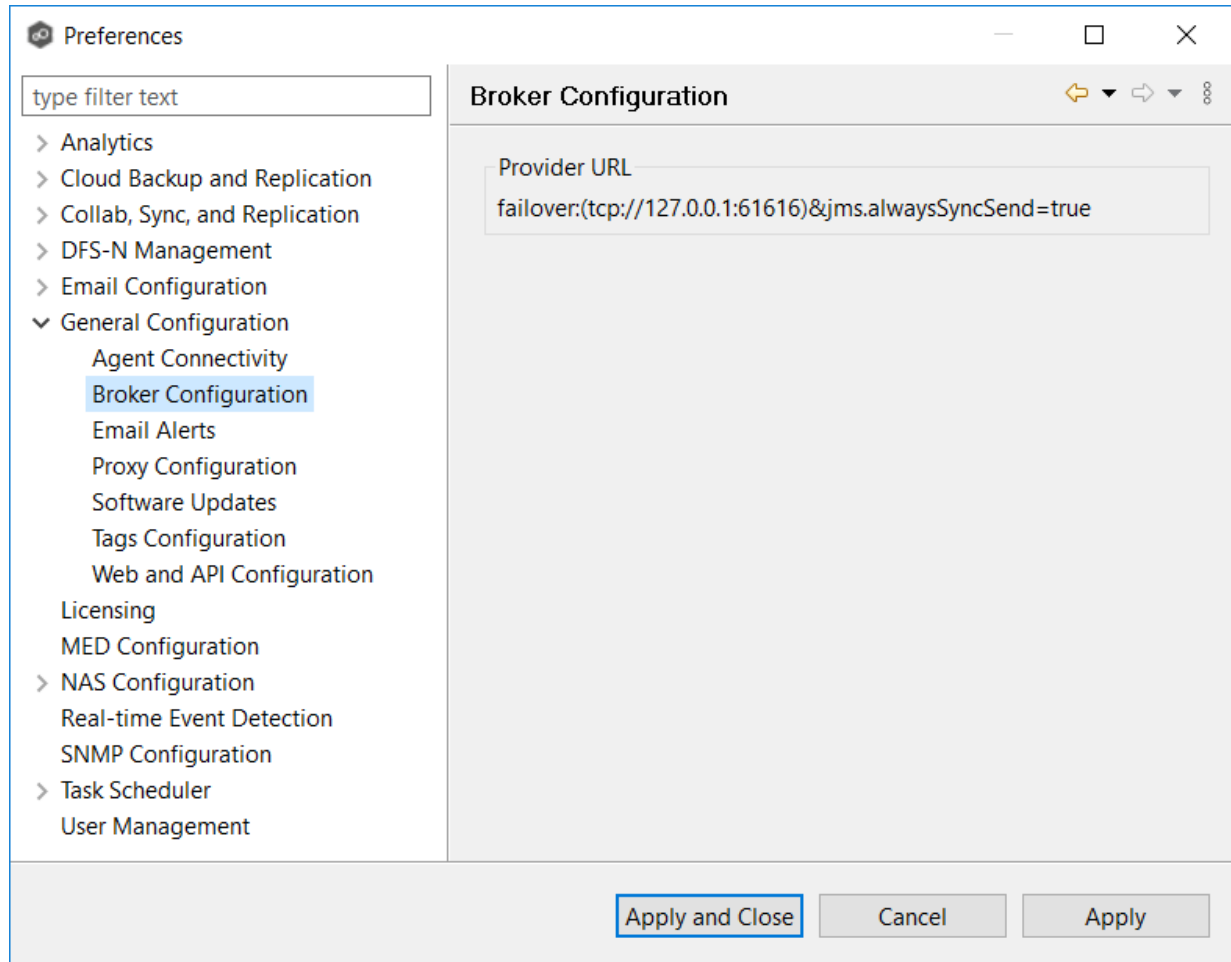 Preferences
type filter text
Analytics
Cloud Backup and Replication
Collab, Sync, and Replication
DFS-N Management
Email Configuration
General Configuration
Agent Connectivity
Broker Configuration
Email Alerts
Proxy Configuration
Software Updates
Tags Configuration
Web and API Configuration
Licensing
MED Configuration
NAS Configuration
Real-time Event Detection
SNMP Configuration
Task Scheduler
User Management
Broker Configuration
Provider URL
failover:(tcp://127.0.0.1:61616)&jms.alwaysSyncSend=true
Apply and Close Cancel Apply